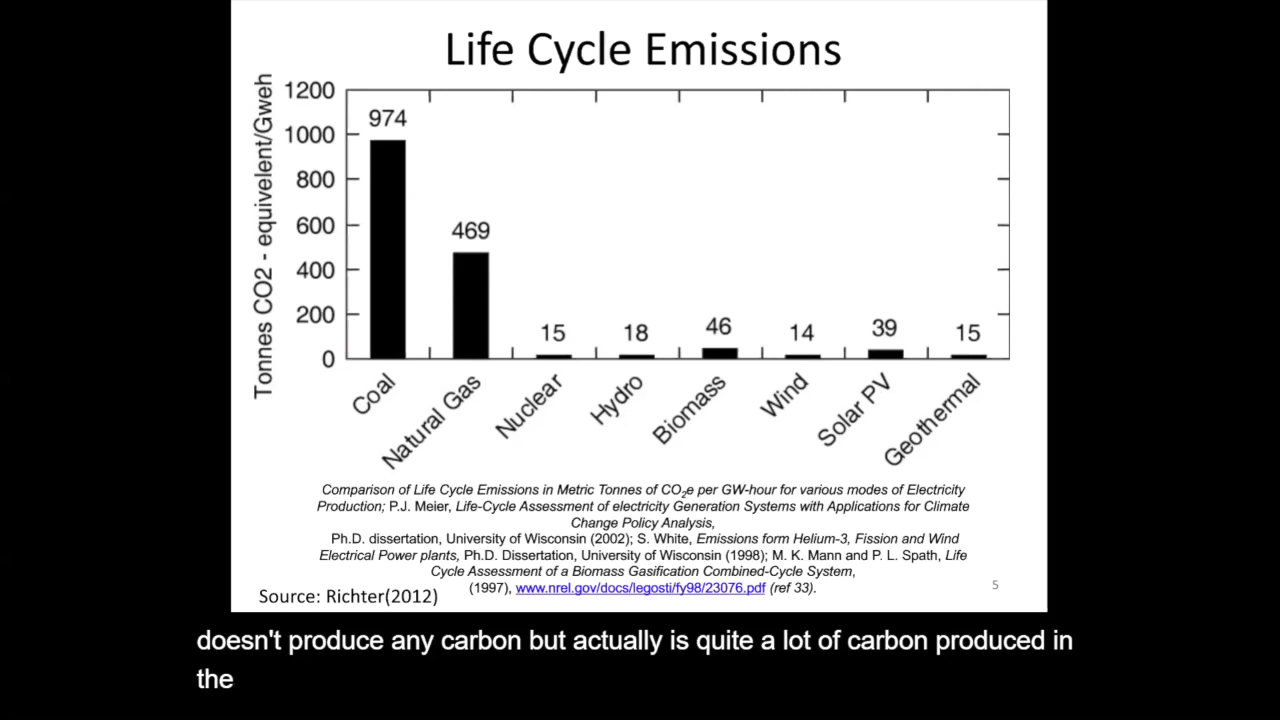 Life Cycle Emissions
Tonnes CO2 - equivelent/Gweh
1200
1000
800
600
400
200
0
974
469
15
18
46
14
39
15
Coal
Natural Gas
Nuclear
Hydro
Biomass
Wind
Solar PV
Geothermal
Comparison of Life Cycle Emissions in Metric Tonnes of CO2e per GW-hour for various modes of Electricity
Production; P.J. Meier, Life-Cycle Assessment of electricity Generation Systems with Applications for Climate
Change Policy Analysis,
Ph.D. dissertation, University of Wisconsin (2002); S. White, Emissions form Helium-3, Fission and Wind
Electrical Power plants, Ph.D. Dissertation, University of Wisconsin (1998); M. K. Mann and P. L. Spath, Life
Cycle Assessment of a Biomass Gasification Combined-Cycle System,
(1997), www.nrel.gov/docs/legosti/fy98/23076.pdf (ref 33).
5
Source: Richter(2012)
doesn't produce any carbon but actually is quite a lot of carbon produced in
the